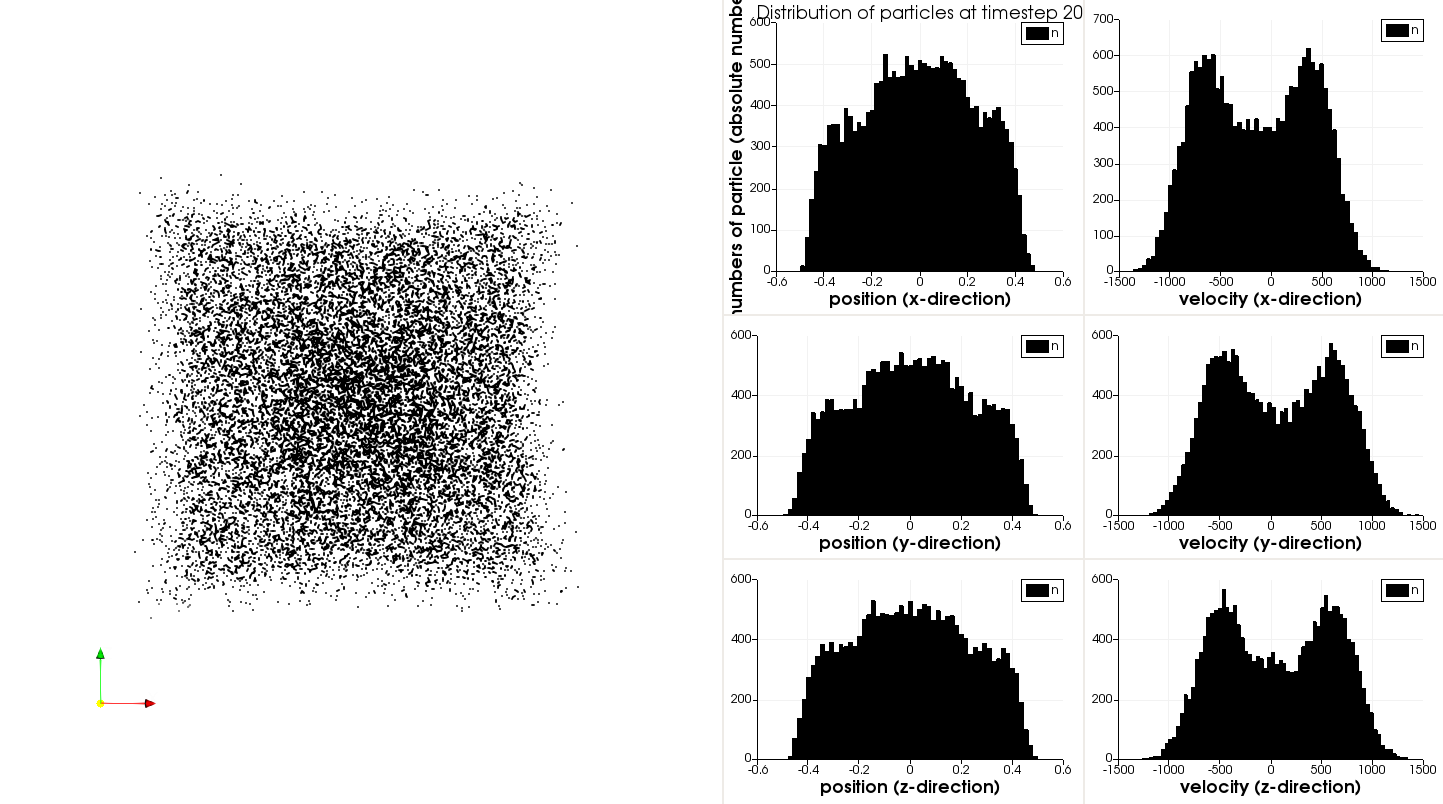 Distribution of particles at timestep 20
numbers of particle (absolute numbe
600
500
400
300
200
100
0
n
-0.6 -0.4 -0.2 0 0.2 0.4 0.6
position (x-direction)
700
600
500
400
300
200
100
0
n
-1500 -1000 -500 0 500 1000 1500
velocity (x-direction)
600
400
200
0
n
-0.6 -0.4 -0.2 0 0.2 0.4 0.6
position (y-direction)
600
400
200
0
n
-1500 -1000 -500 0 500 1000 1500
velocity (y-direction)
600
400
200
0
n
-0.6 -0.4 -0.2 0 0.2 0.4 0.6
position (z-direction)
600
400
200
0
n
-1500 -1000 -500 0 500 1000 1500
velocity (z-direction)